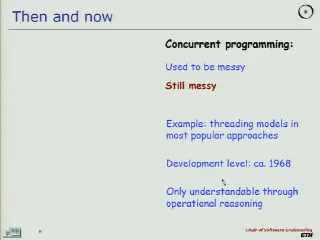 Then and now
Concurrent programming:
Used to be messy
Still messy
Example: threading models in
most popular approaches
Development level: ca. 1968
Only understandable through
operational reasoning
Chair of Software Engineering
ETH